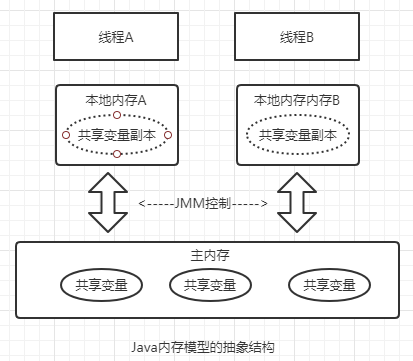 线程A
线程B
本地内存A
本地内存内存B
共享变量副本
共享变量副本
<-----JMM控制----->
主内存
共享变量
共享变量
共享变量
Java内存模型的抽象结构